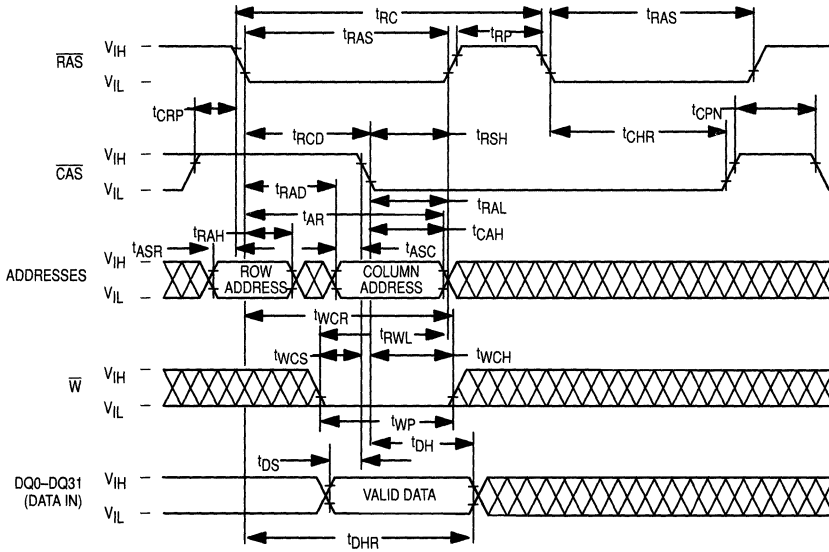 tRC
tRAS tRP tRAS
RAS VIH
VIL
tCRP tCPN
tRCD tRSH tCHR
CAS VIH
VIL
tRAD tRAL
tAR
tRAH tCAH
tASR tASC
ADDRESSES VIH
VIL
ROW ADDRESS
COLUMN ADDRESS
tWCR
tRWL
tWCS tWCH
W VIH
VIL
tWP
tDH
tDS
DQ0–DQ31 (DATA IN) VIH
VIL
VALID DATA
tDHR